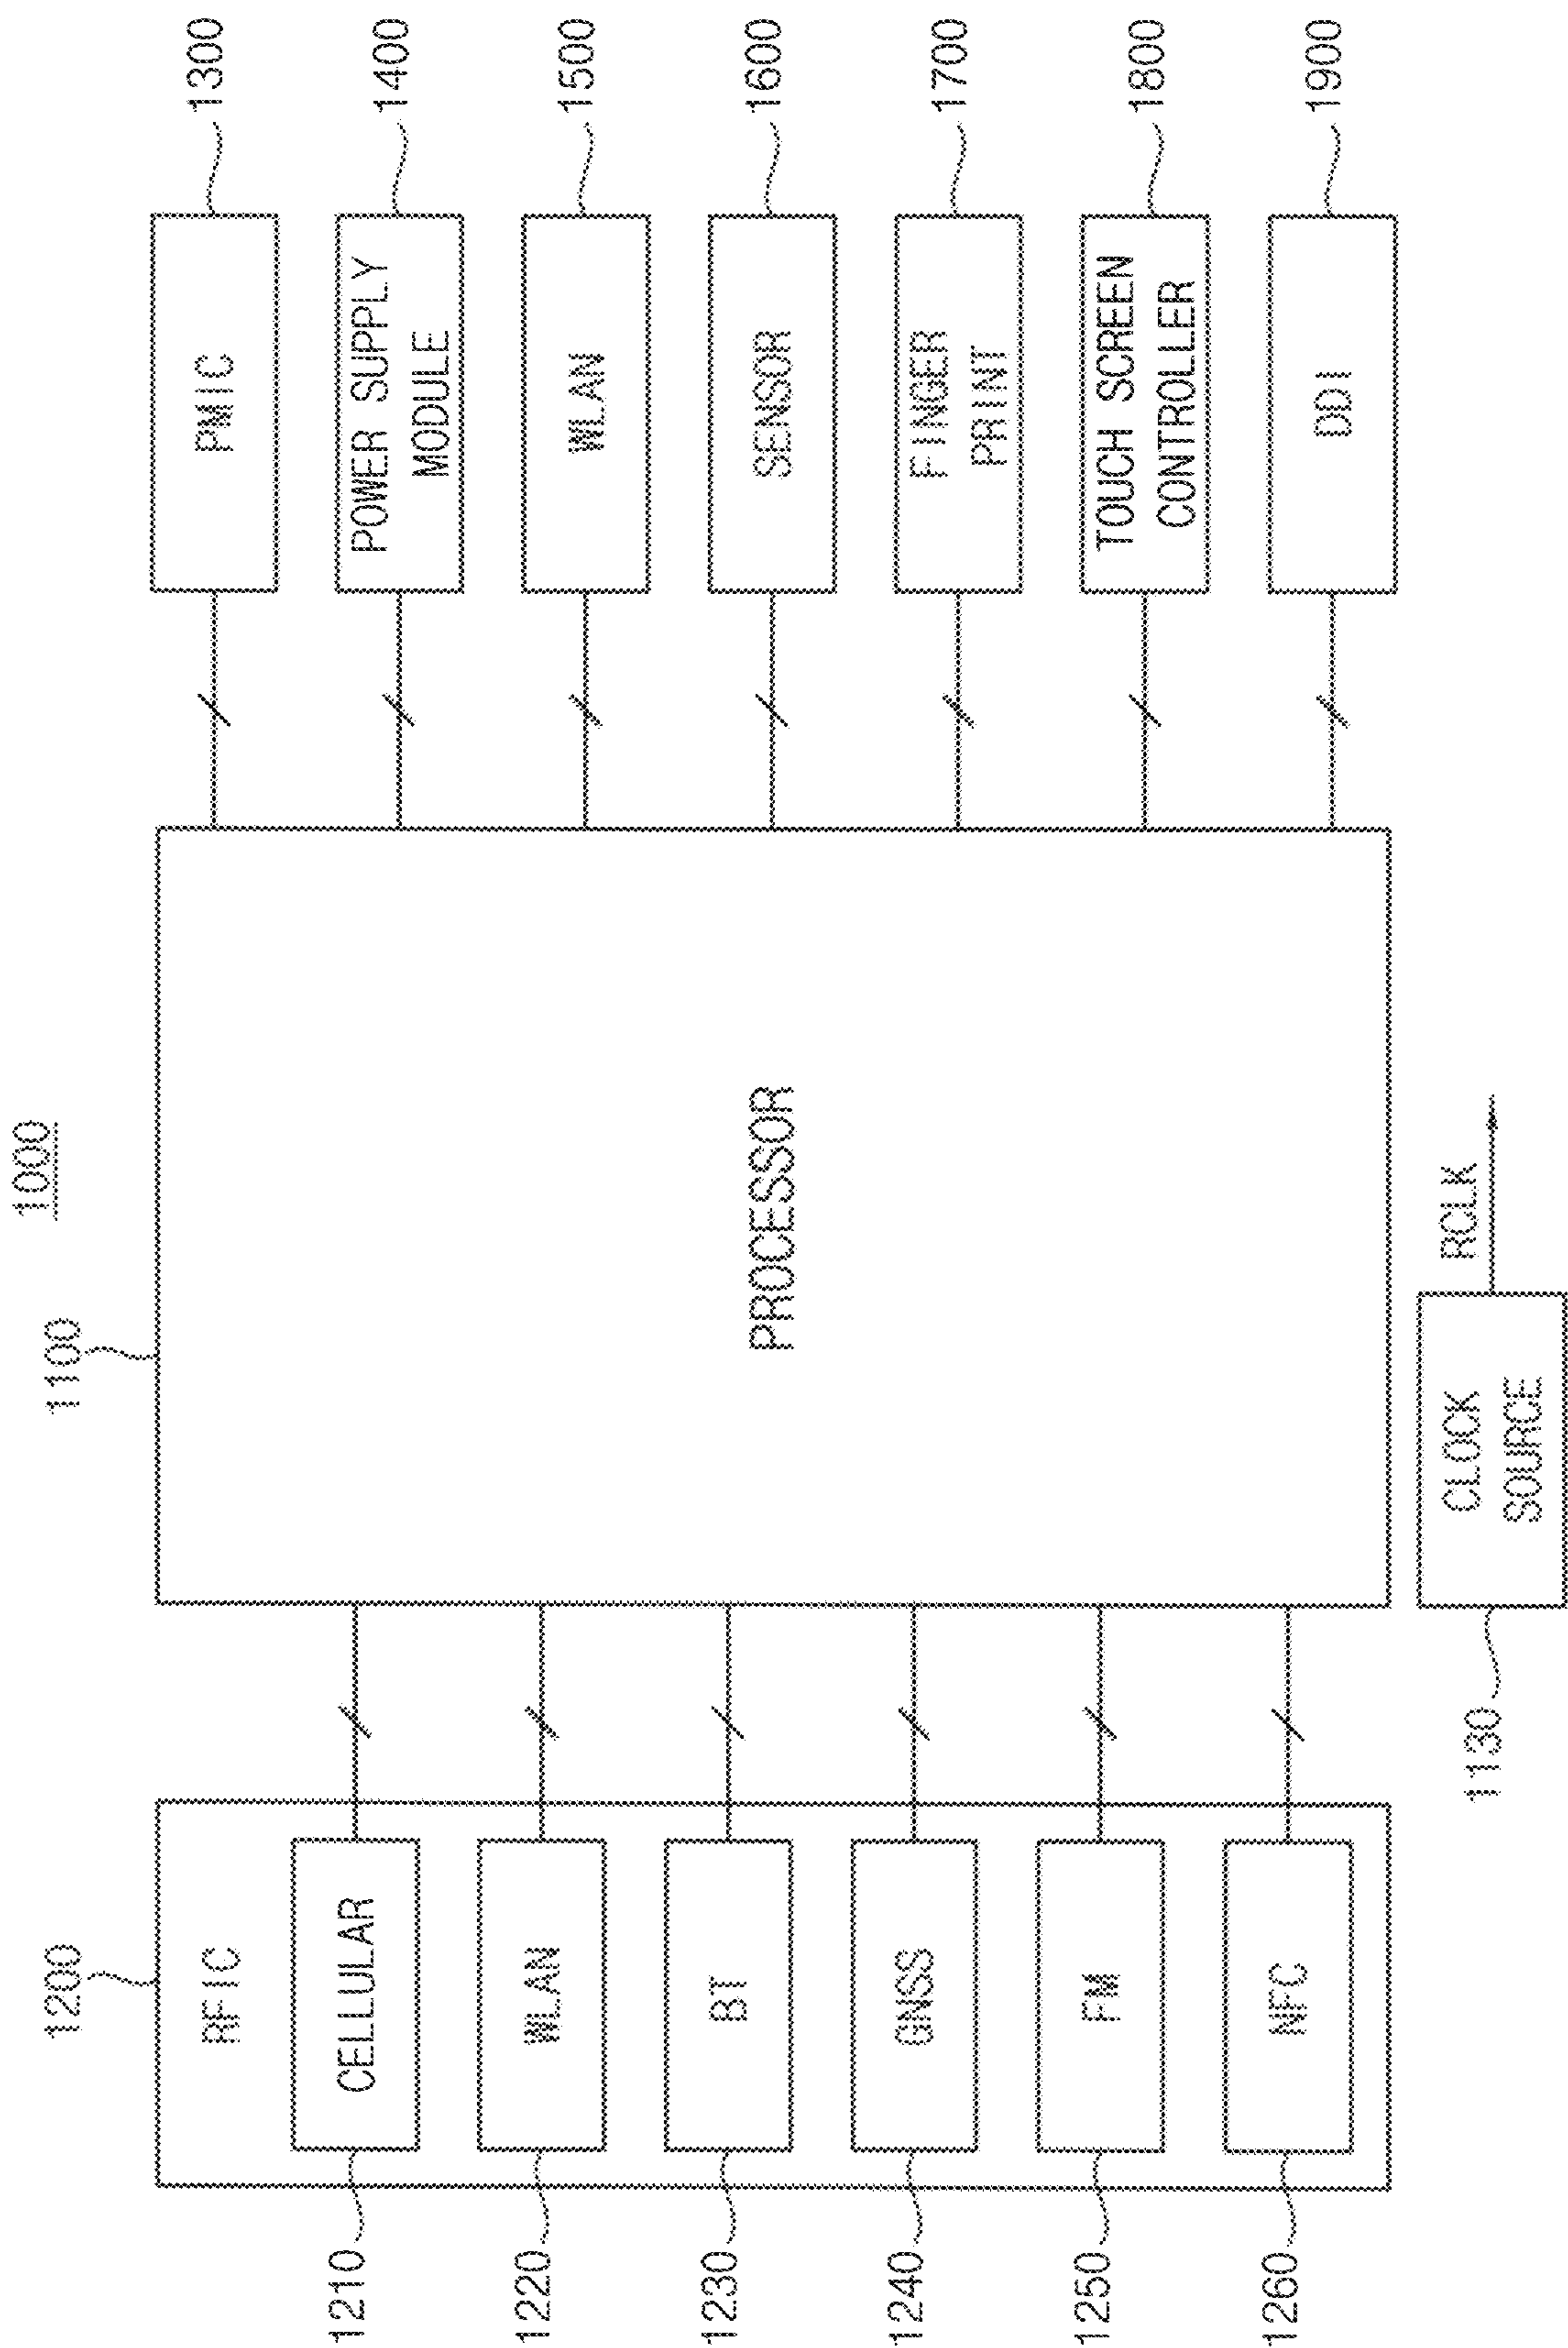 1000
1200
1100
RFIC
1210
CELLULAR
1220
WLAN
1230
BT
1240
GNSS
1250
FM
1260
NFC
PROCESSOR
PMIC
1300
POWER SUPPLY
MODULE
1400
WLAN
1500
SENSOR
1600
FINGER
PRINT
1700
TOUCH SCREEN
CONTROLLER
1800
DDI
1900
1130
CLOCK
SOURCE
RCLK